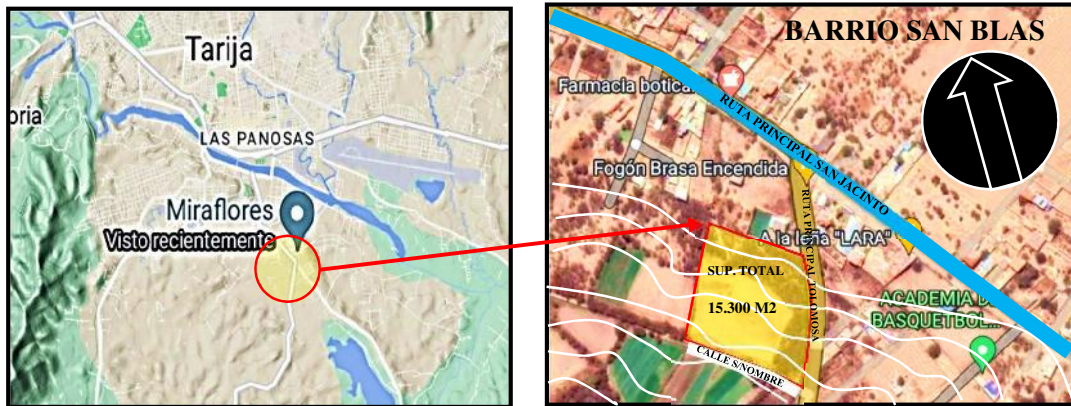 Tarija
oria
LAS PANOSAS
Miraflores
Visto recientemente
BARRIO SAN BLAS
Farmacia botica
RUTA PRINCIPAL SAN JACINTO
Fogón Brasa Encendida
RUTA PRINCIPAL TOLOMOSA
A la leña "LARA"
SUP. TOTAL
15.300 M2
ACADEMIA D
BASQUETBOL...
CALLE S/NOMBRE